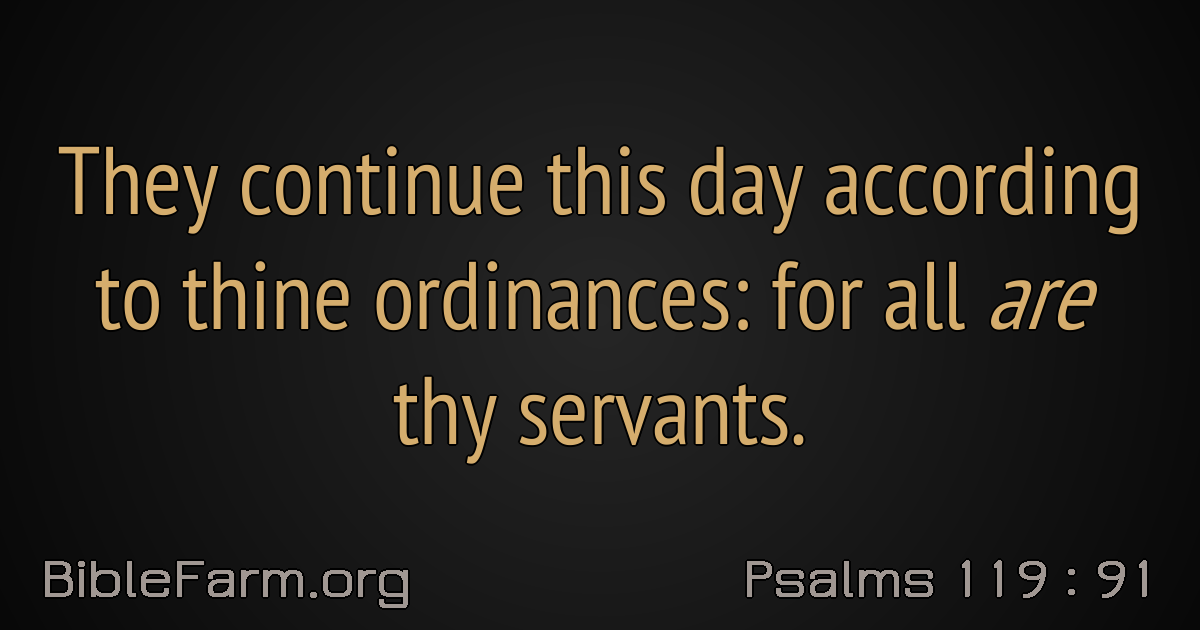 They continue this day according
to thine ordinances: for all are
thy servants.
BibleFarm.org
Psalms 119 : 91